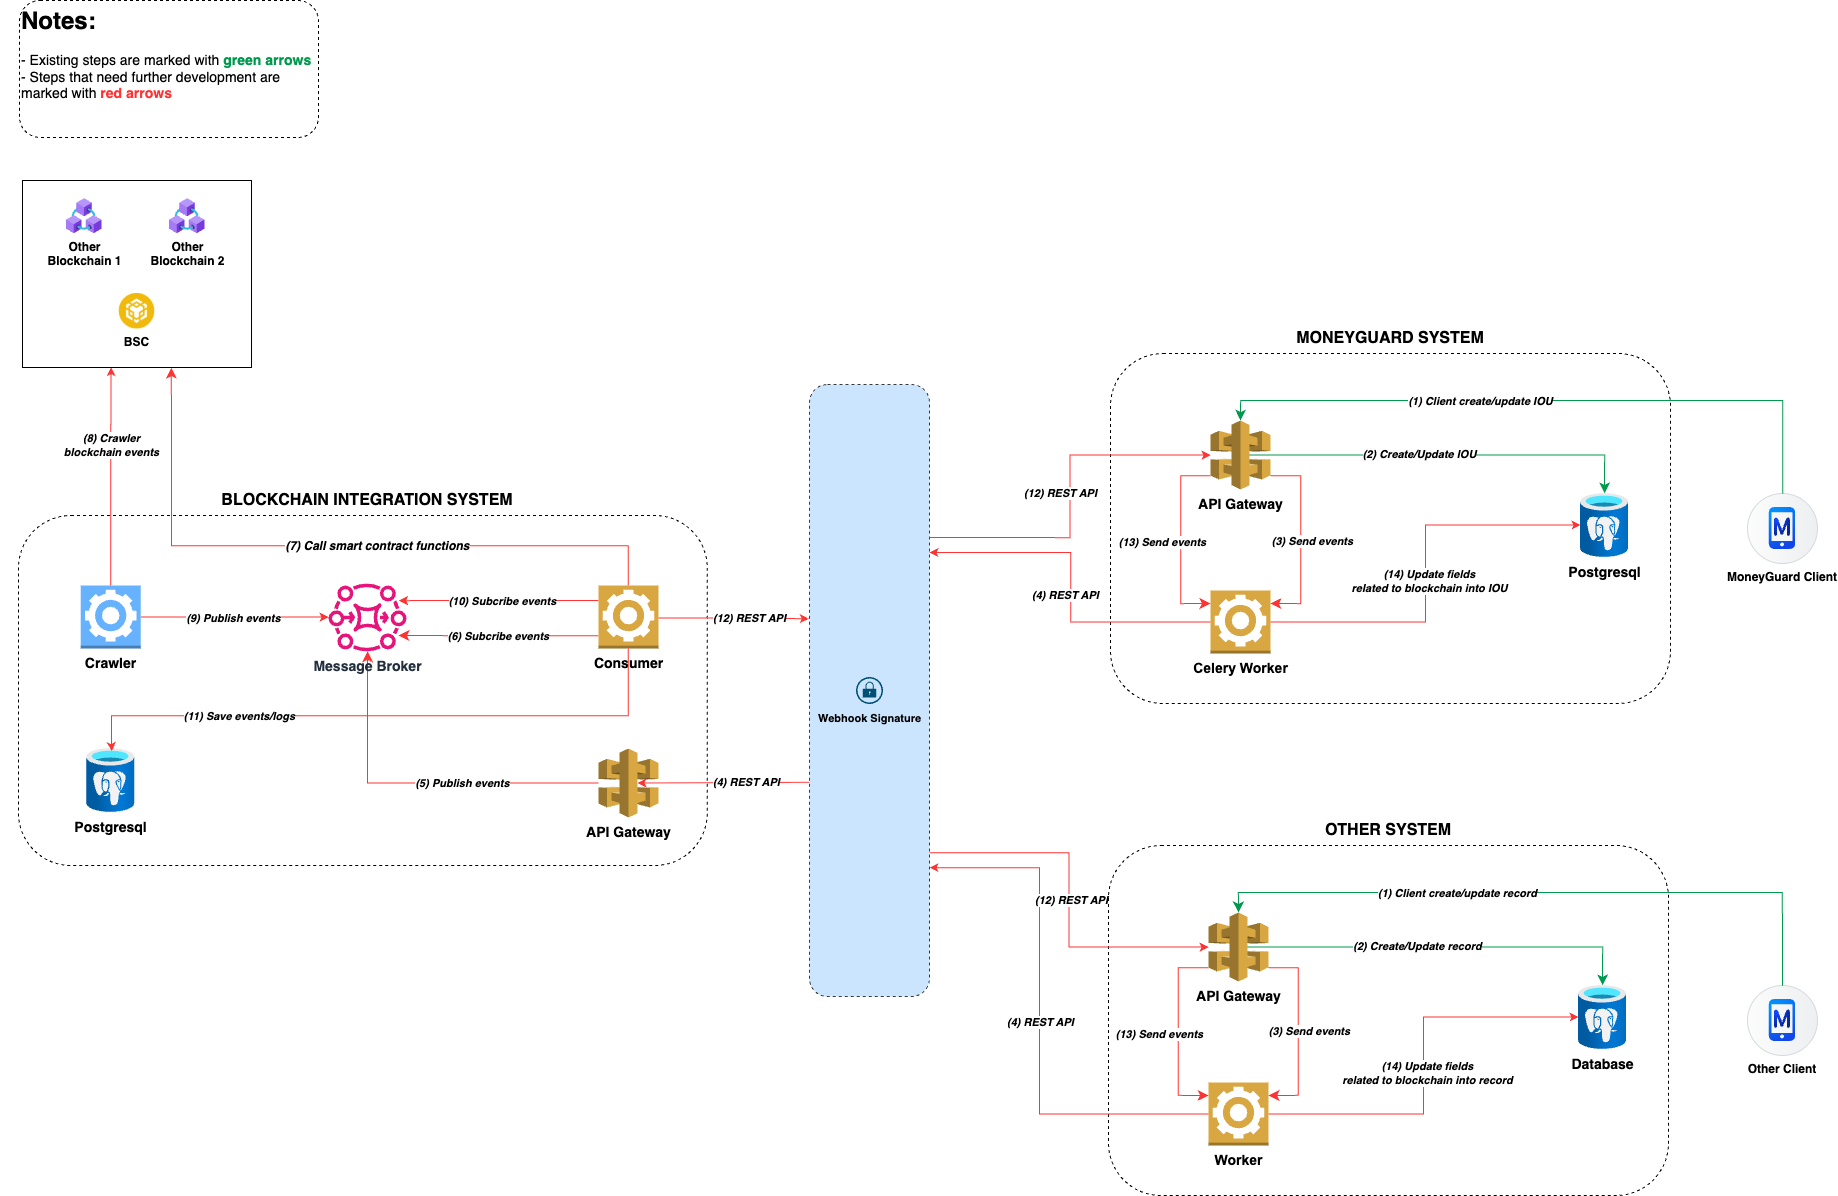 Notes:
- Existing steps are marked with green arrows
- Steps that need further development are
marked with red arrows
Other
Blockchain 1
Other
Blockchain 2
BSC
(8) Crawler
blockchain events
BLOCKCHAIN INTEGRATION SYSTEM
(7) Call smart contract functions
(10) Subcribe events
(9) Publish events
(6) Subcribe events
(12) REST API
Crawler
Message Broker
Consumer
(11) Save events/logs
(5) Publish events
(4) REST API
Postgresql
API Gateway
Webhook Signature
MONEYGUARD SYSTEM
(1) Client create/update IOU
(2) Create/Update IOU
(12) REST API
API Gateway
(13) Send events
(3) Send events
Postgresql
MoneyGuard Client
(14) Update fields
related to blockchain into IOU
(4) REST API
Celery Worker
OTHER SYSTEM
(1) Client create/update record
(12) REST API
(2) Create/Update record
API Gateway
(4) REST API
(13) Send events
(3) Send events
Database
Other Client
(14) Update fields
related to blockchain into record
Worker